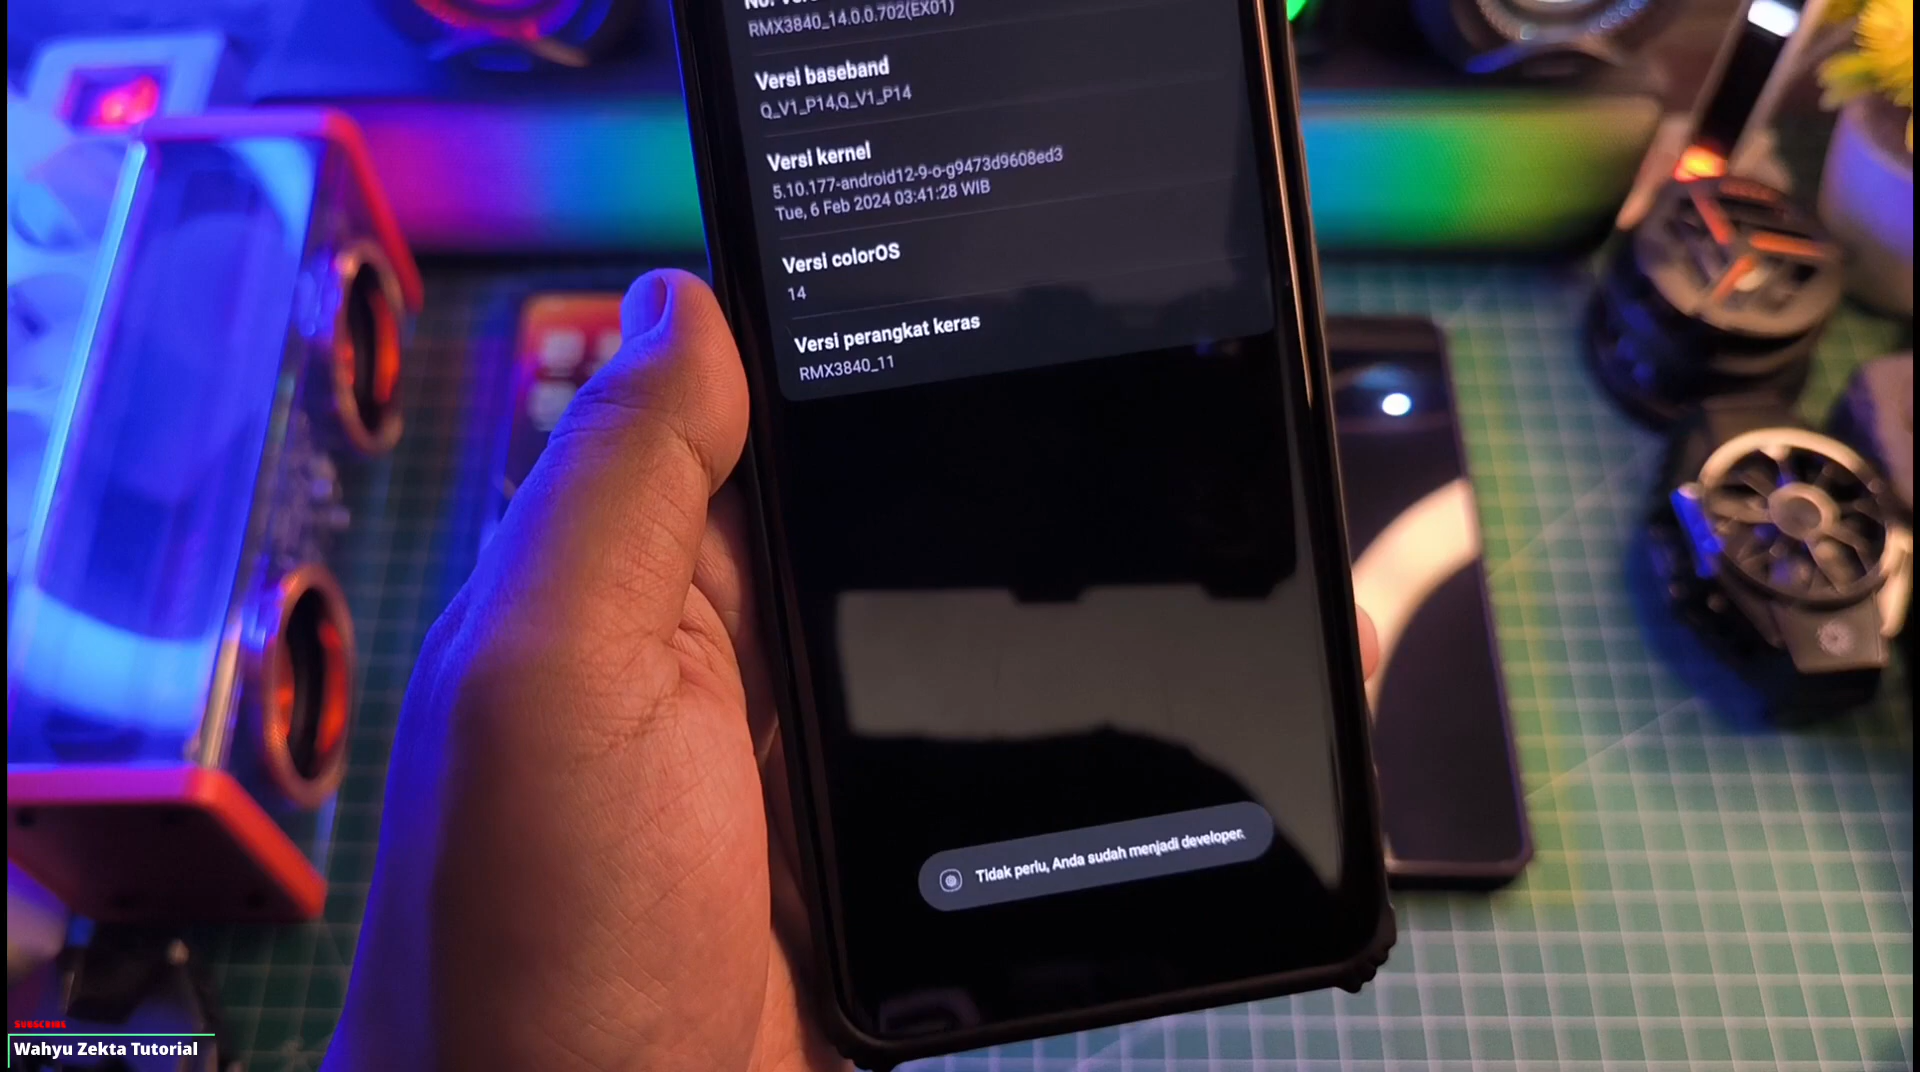 RMX3840_14.0.0.702(EX01)
Versi baseband
Q_V1_P14,Q_V1_P14
Versi kernel
5.10.177-android12-9-o-g9473d9608ed3
Tue, 6 Feb 2024 03:41:28 WIB
Versi colorOS
14
Versi perangkat keras
RMX3840_11
Tidak perlu, Anda sudah menjadi developer.
SUBSCRIBE
Wahyu Zekta Tutorial